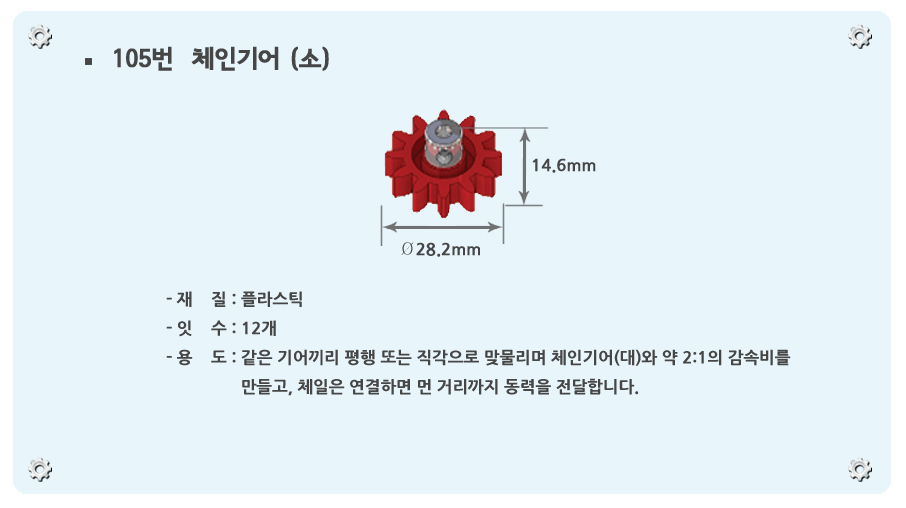 ▪ 105번 체인기어 (소)
14.6mm
Ø28.2mm
- 재 질 : 플라스틱
- 잇 수 : 12개
- 용 도 : 같은 기어끼리 평행 또는 직각으로 맞물리며 체인기어(대)와 약 2:1의 감속비를
만들고, 체일은 연결하면 먼 거리까지 동력을 전달합니다.